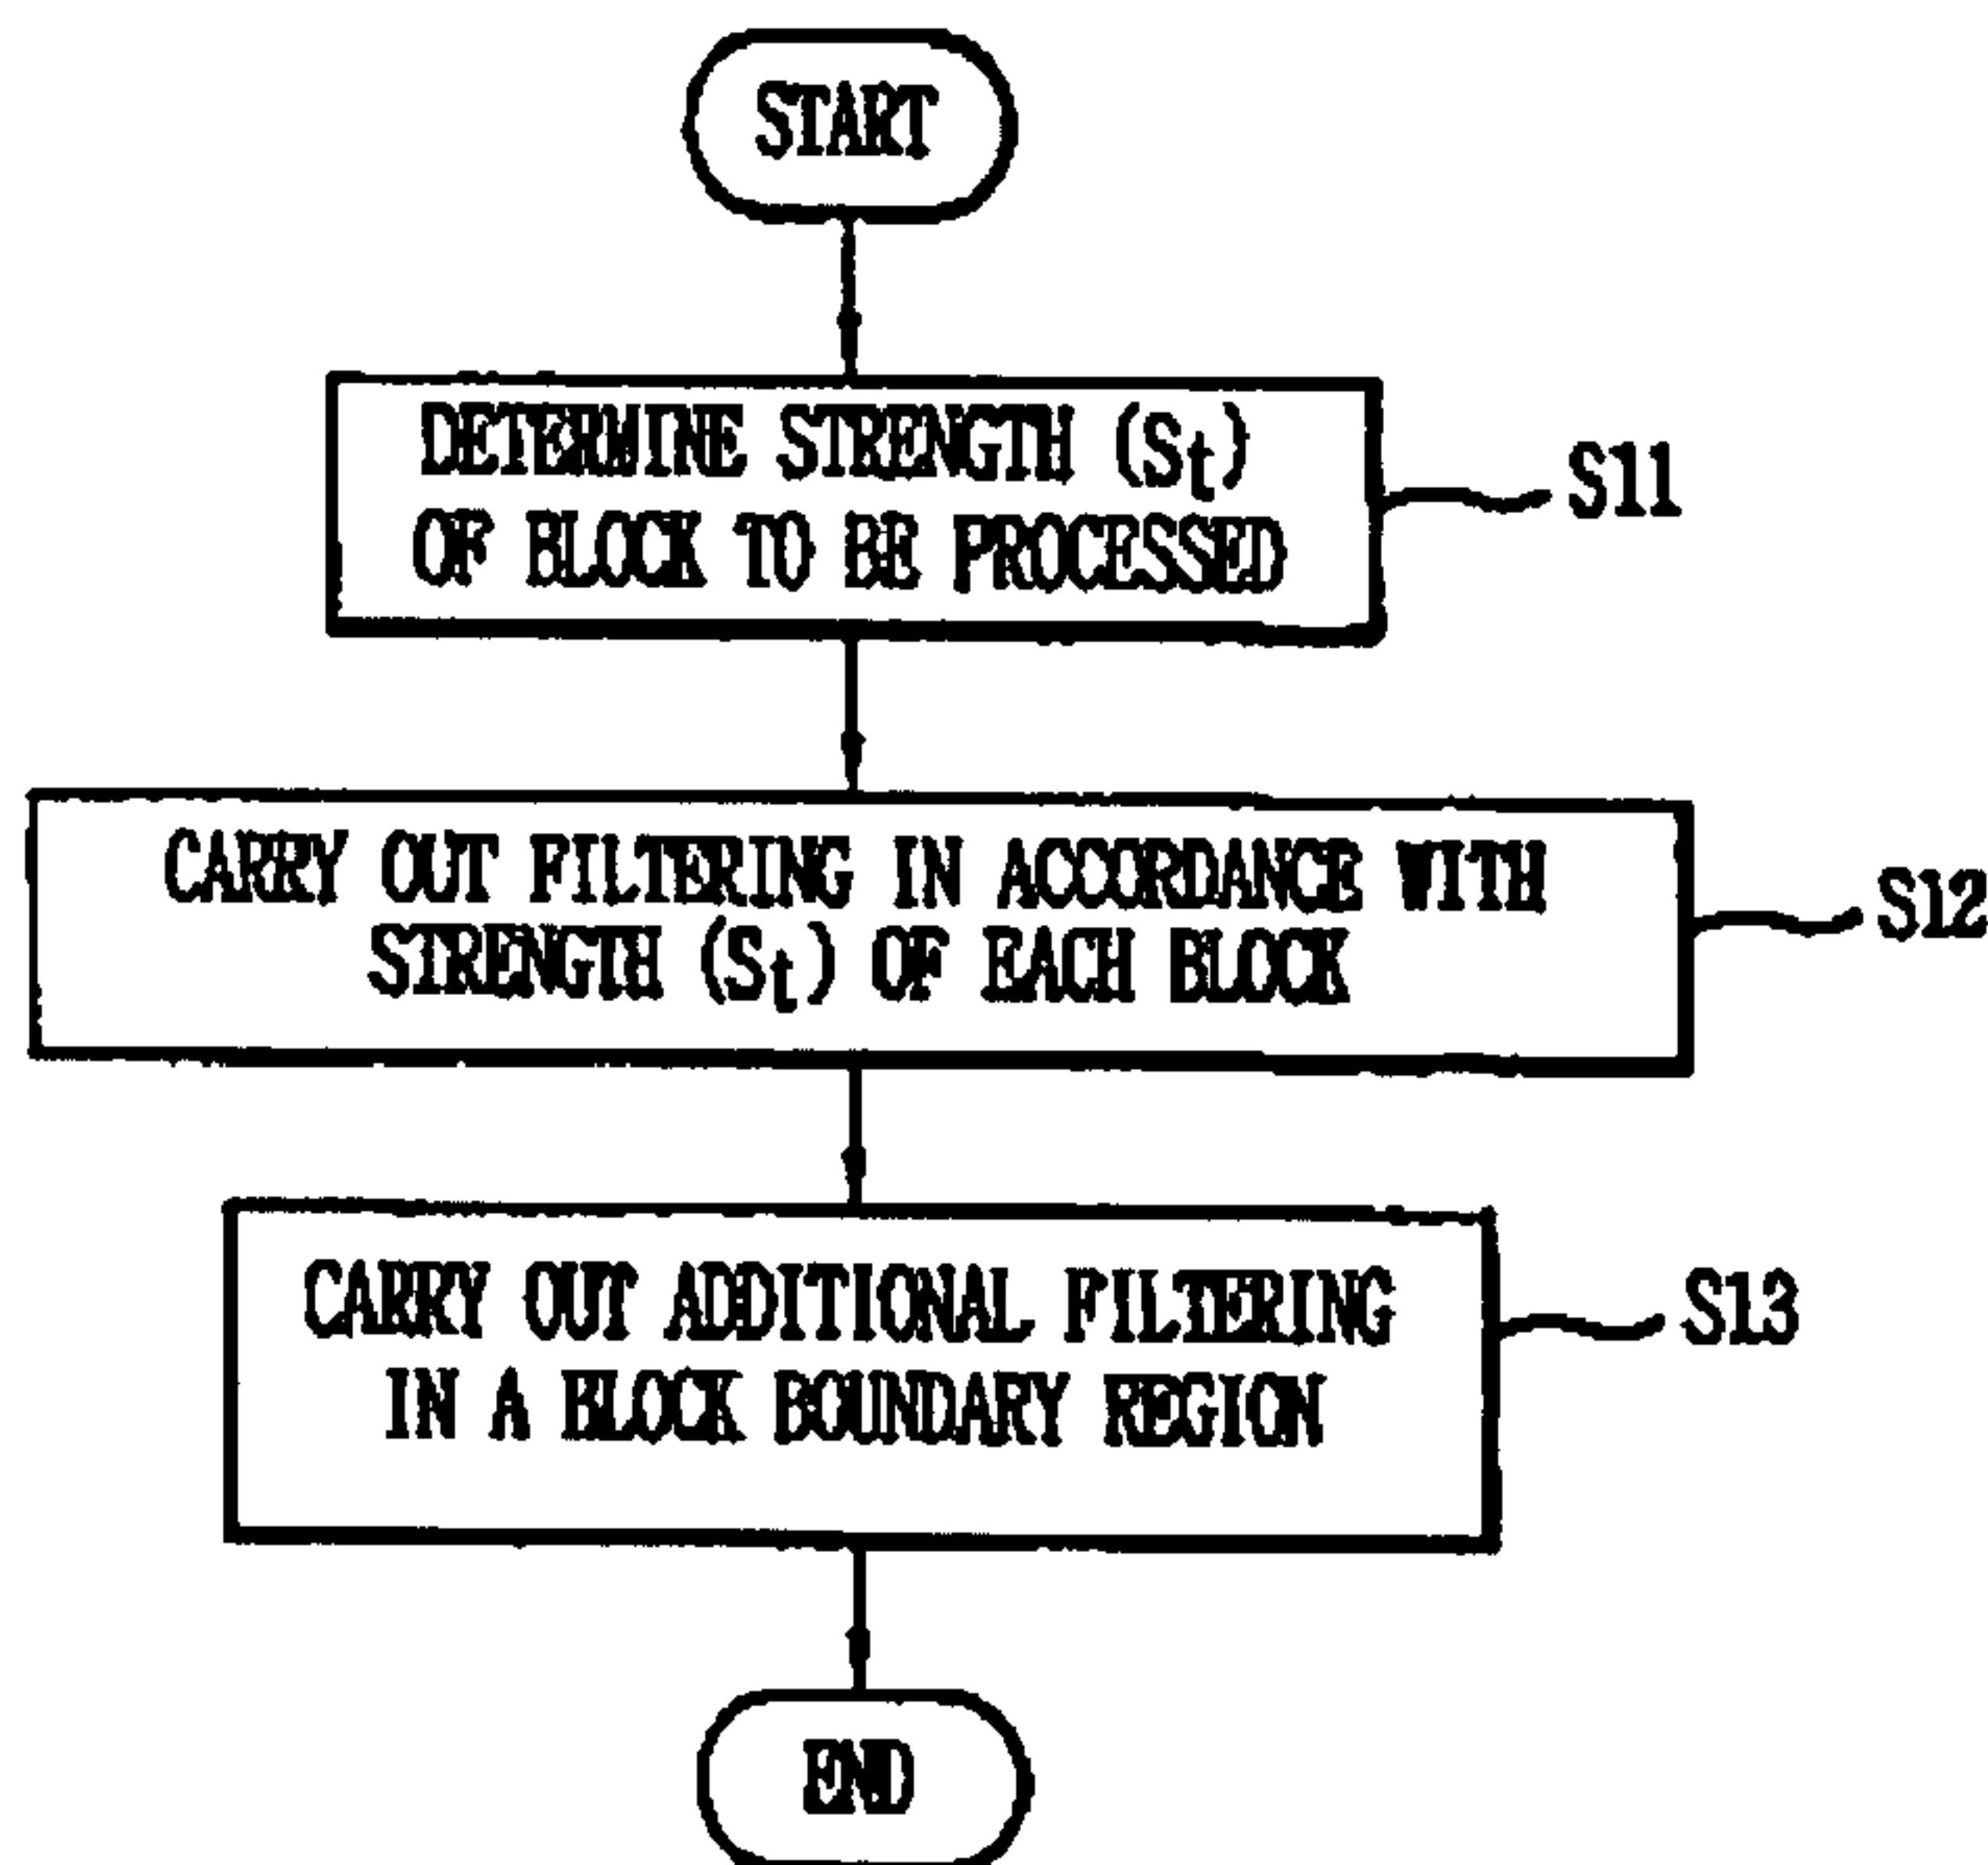 START
DETERMINE STRENGTH (St)
OF BLOCK TO BE PROCESSED
S11
CARRY OUT FILTERING IN ACCORDANCE WITH
STRENGTH (St) OF EACH BLOCK
S12
CARRY OUT ADDITIONAL FILTERING
IN A BLOCK BOUNDARY REGION
S13
END